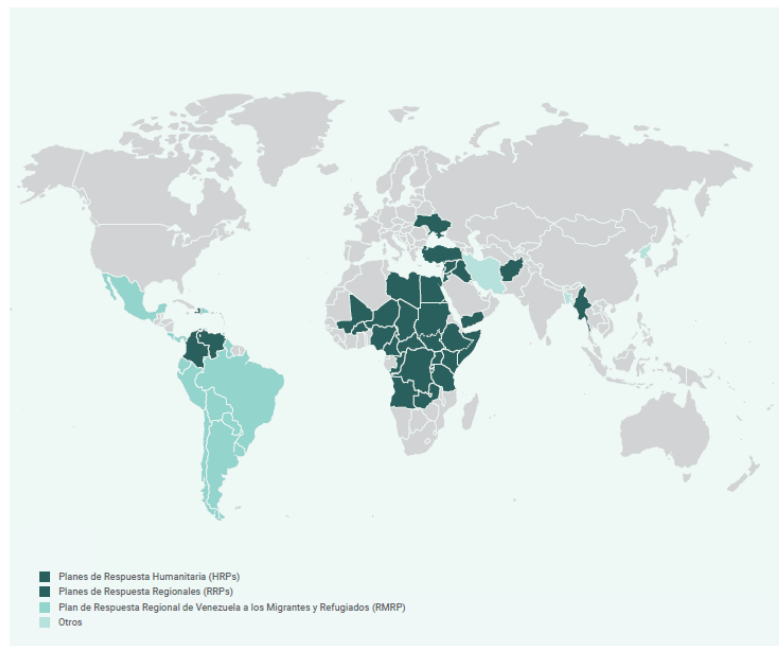 Planes de Respuesta Humanitaria (HRPs)
Planes de Respuesta Regionales (RRPs)
Plan de Respuesta Regional de Venezuela a los Migrantes y Refugiados (RMRP)
Otros